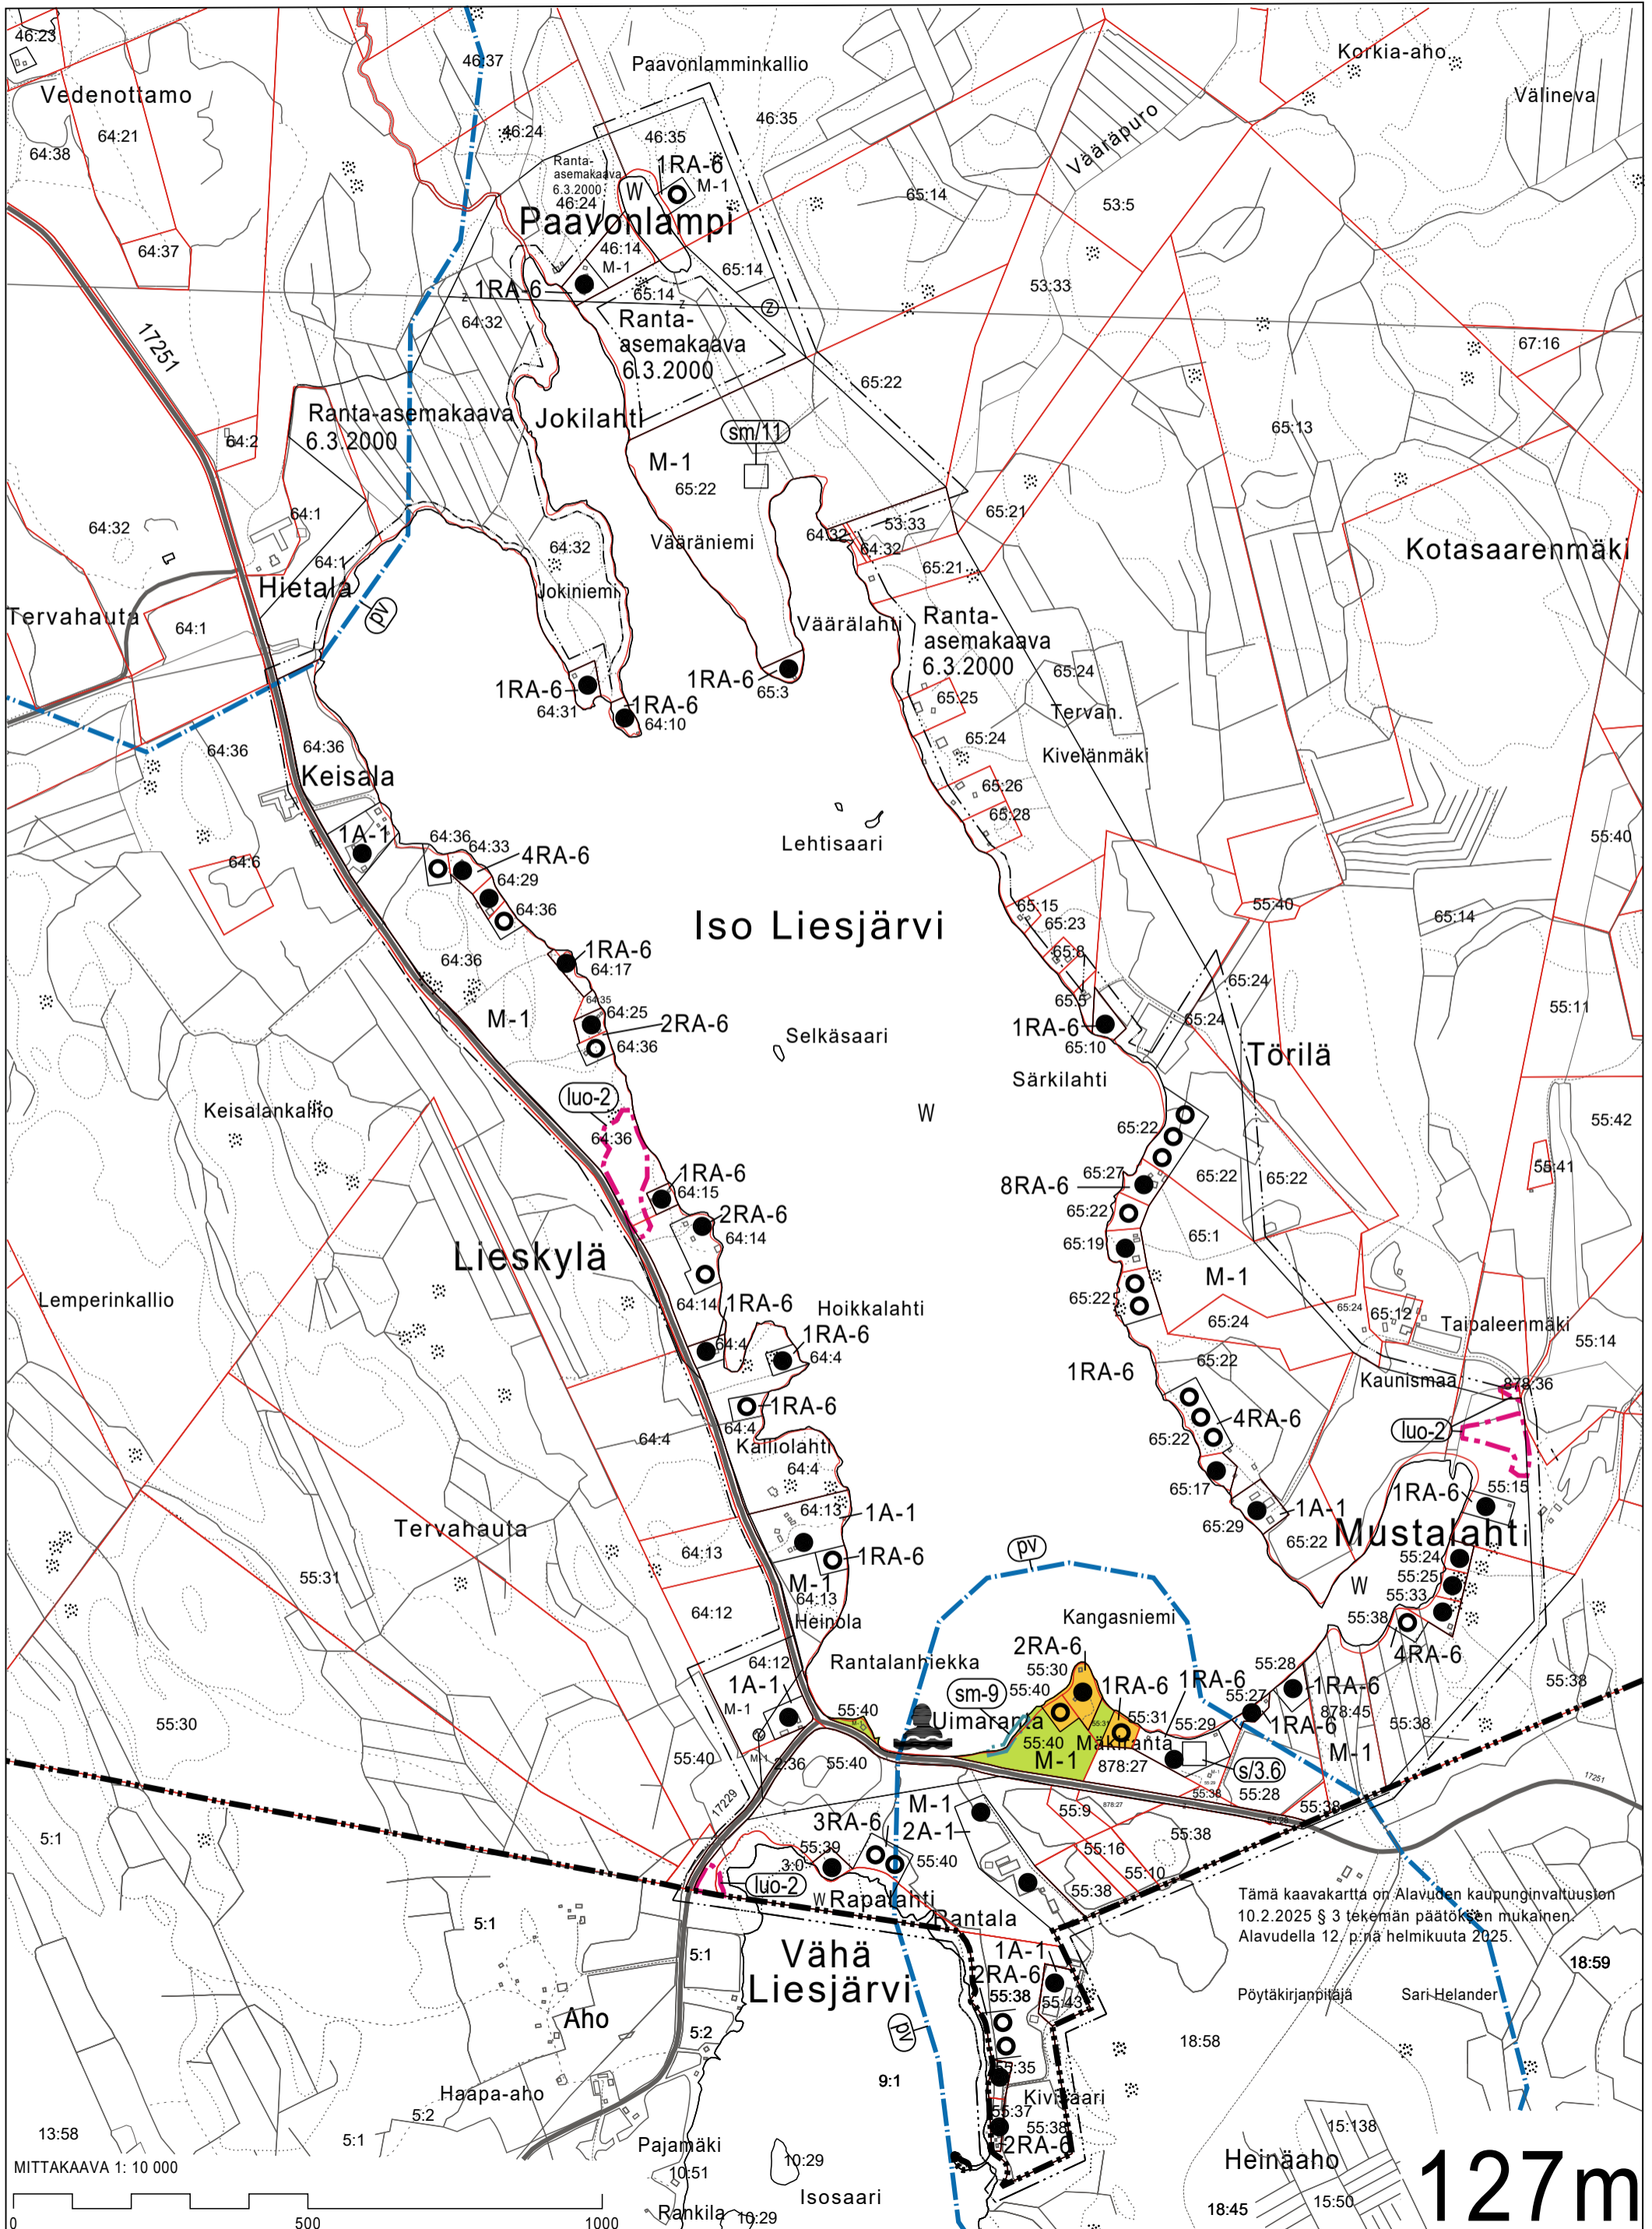 46:23
46:37
Paavonlamminkallio
Korkia-aho
Vedenottamo
Välineva
64:21
46:24
46:35
46:35
Vääräpuro
64:38
Ranta-
asemakaava
6.3.2000
46:24
W
1RA-6
M-1
65:14
53:5
Paavonlampi
64:37
46:14
M-1
65:14
1RA-6
65:14
z
z
Z
53:33
64:32
Ranta-
asemakaava
6.3.2000
17251
67:16
65:22
Ranta-asemakaava
6.3.2000
Jokilahti
64:2
sm/11
65:13
M-1
65:22
64:1
64:32
53:33
65:21
64:32
64:32
Vääräniemi
64:32
Kotasaarenmäki
64:1
65:21
Hietala
Jokiniemi
pv
Tervahauta
64:1
Väärälahti
Ranta-
asemakaava
6.3.2000
65:24
1RA-6
65:3
1RA-6
64:31
1RA-6
64:10
65:25
Tervah.
65:24
Kivelänmäki
64:36
64:36
Keisala
65:26
65:28
1A-1
64:36
64:33
4RA-6
Lehtisaari
55:40
64:6
64:29
64:36
65:15
65:23
55:40
65:14
Iso Liesjärvi
64:36
1RA-6
64:17
65:8
65:24
65:5
55:11
M-1
64:35
64:25
2RA-6
64:36
Selkäsaari
1RA-6
65:10
65:24
Törilä
Särkilahti
luo-2
Keisalankallio
W
64:36
65:22
55:42
55:41
1RA-6
64:15
65:27
8RA-6
65:22
65:22
2RA-6
64:14
65:22
65:19
65:1
Lieskylä
M-1
Lemperinkallio
64:14
1RA-6
Hoikkalahti
65:22
65:24
65:24
65:12
Taipaleenmäki
1RA-6
64:4
64:4
55:14
1RA-6
65:22
Kaunismaa
878:36
1RA-6
64:4
64:4
4RA-6
luo-2
Kalliolahti
65:22
64:4
65:17
1RA-6
55:15
64:13
1A-1
65:29
1A-1
Tervahauta
65:22
Mustalahti
64:13
1RA-6
pv
55:24
M-1
55:25
55:31
64:13
W
55:33
64:12
Heinola
Kangasniemi
55:38
4RA-6
2RA-6
64:12
Rantalanhiekka
55:30
1RA-6
1RA-6
55:28
1A-1
M-1
sm-9
55:40
55:27
1RA-6
55:38
55:40
Uimaranta
55:31
55:29
878:45
1RA-6
55:38
55:30
55:40
Mäkiranta
M-1
878:27
M-1
55:40
2:36
55:40
s/3.6
55:38
55:28
55:38
17251
17229
M-1
3RA-6
2A-1
55:9
878:27
5:1
55:39
55:40
55:16
55:38
55:10
luo-2
W
Rapalahti
55:38
Tämä kaavakartta on Alavuden kaupunginvaltuuston
10.2.2025 § 3 tekemän päätöksen mukainen.
Alavudella 12. p:nä helmikuuta 2025.
5:1
Rantala
Vähä
Liesjärvi
5:1
1A-1
2RA-6
55:38
55:43
18:59
Pöytäkirjanpitäjä
Sari Helander
Aho
5:2
pv
18:58
55:35
9:1
Haapa-aho
5:2
Kivisaari
55:37
55:38
2RA-6
13:58
5:1
Pajamäki
15:138
MITTAKAAVA 1: 10 000
10:51
10:29
Heinäaho
127m
Isosaari
Rankila
10:29
18:45
15:50
0
500
1000